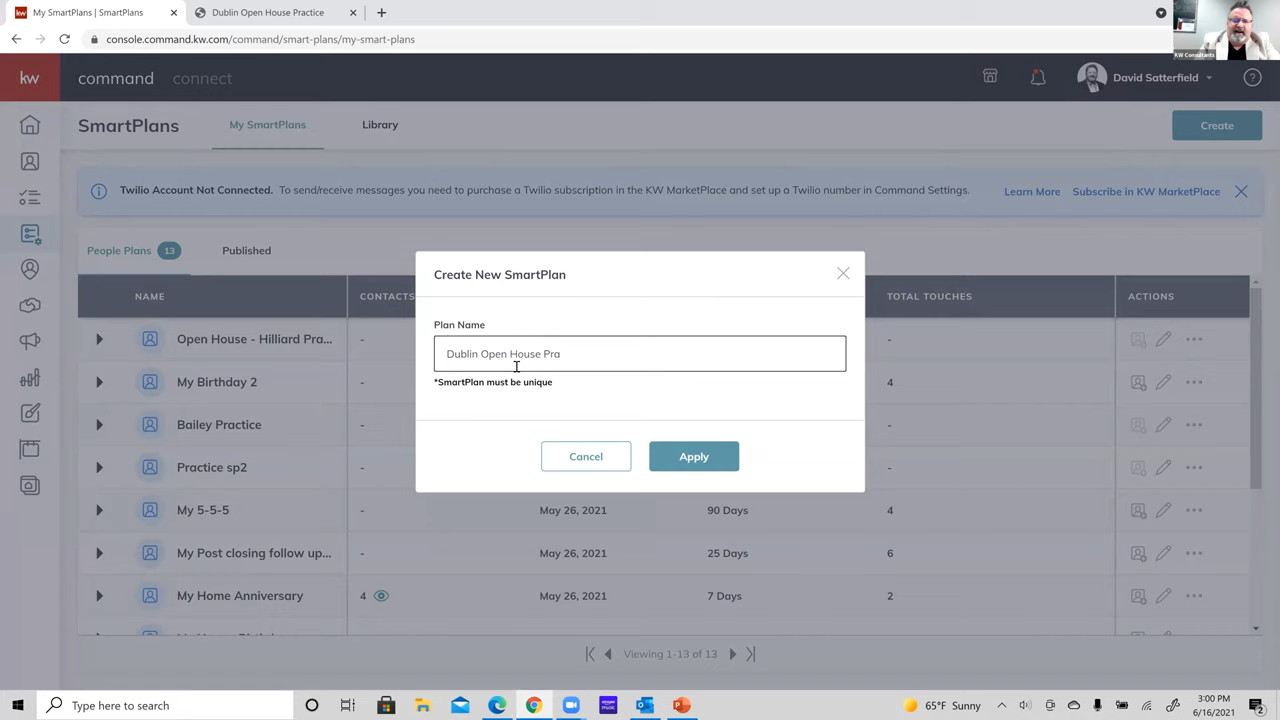 My SmartPlans | SmartPlans
Dublin Open House Practice
console.command.kw.com/command/smart-plans/my-smart-plans
KW Consultants
kw
command
connect
David Satterfield
SmartPlans
My SmartPlans
Library
Create
Twilio Account Not Connected. To send/receive messages you need to purchase a Twilio subscription in the KW MarketPlace and set up a Twilio number in Command Settings.
Learn More
Subscribe in KW MarketPlace
People Plans 13
Published
NAME
CONTACTS
TOTAL TOUCHES
ACTIONS
Open House - Hilliard Pra...
-
-
My Birthday 2
-
4
Bailey Practice
-
-
Practice sp2
-
-
My 5-5-5
-
May 26, 2021
90 Days
4
My Post closing follow up...
-
May 26, 2021
25 Days
6
My Home Anniversary
4
May 26, 2021
7 Days
2
Viewing 1-13 of 13
Create New SmartPlan
Plan Name
Dublin Open House Pra
*SmartPlan must be unique
Cancel
Apply
Type here to search
amazon music
65°F Sunny
3:00 PM
6/16/2021
2